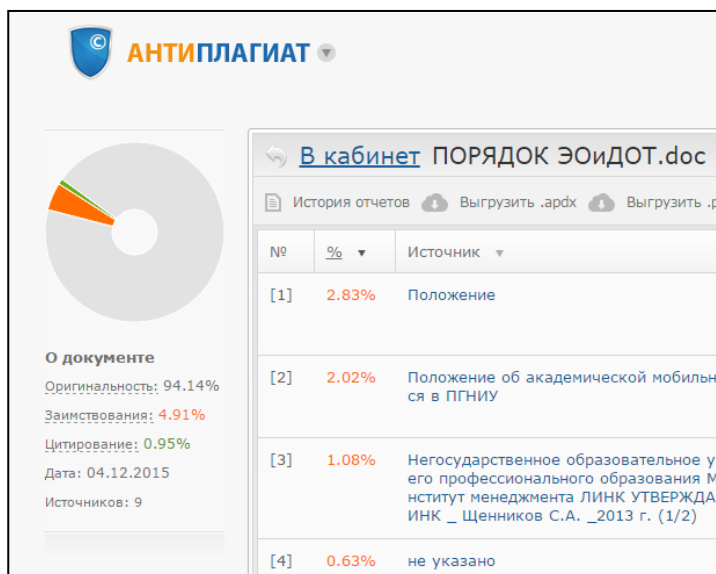 ©
АНТИПЛАГИАТ
В кабинет ПОРЯДОК ЭОиДОТ.doc
История отчетов Выгрузить .apdx Выгрузить
№ % Источник
[1] 2.83% Положение
[2] 2.02% Положение об академической
ся в ПГНИУ
[3] 1.08% Негосударственное образовательное
его профессионального образования
нститут менеджмента ЛИНК
ИНК _ Щенников С.А. _2013 г. (1/2)
[4] 0.63% не указано
О документе
Оригинальность: 94.14%
Заимствования: 4.91%
Цитирование: 0.95%
Дата: 04.12.2015
Источников: 9